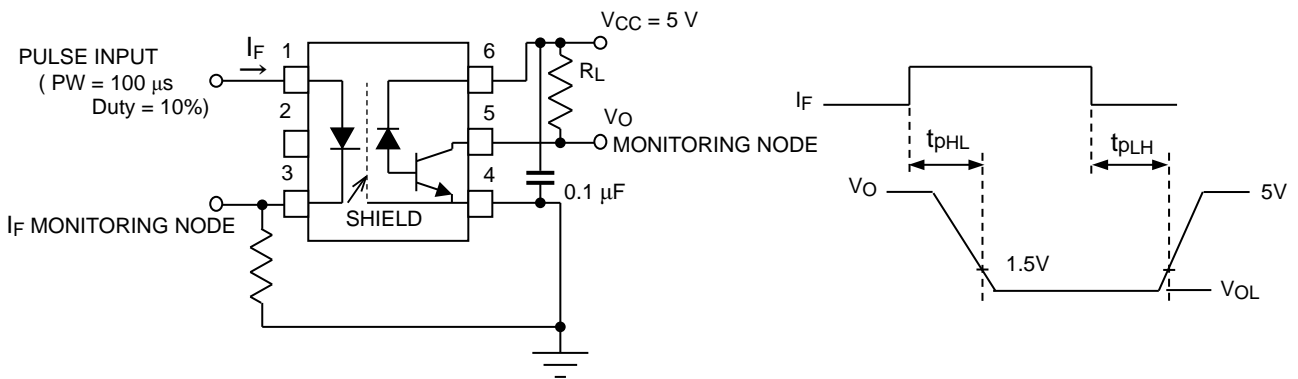 PULSE INPUT
( PW = 100 μs
Duty = 10%)
IF
1
2
3
6
5
4
SHIELD
IF MONITORING NODE
VCC = 5 V
RL
VO
MONITORING NODE
0.1 μF
IF
tpHL
tpLH
VO
5V
1.5V
VOL